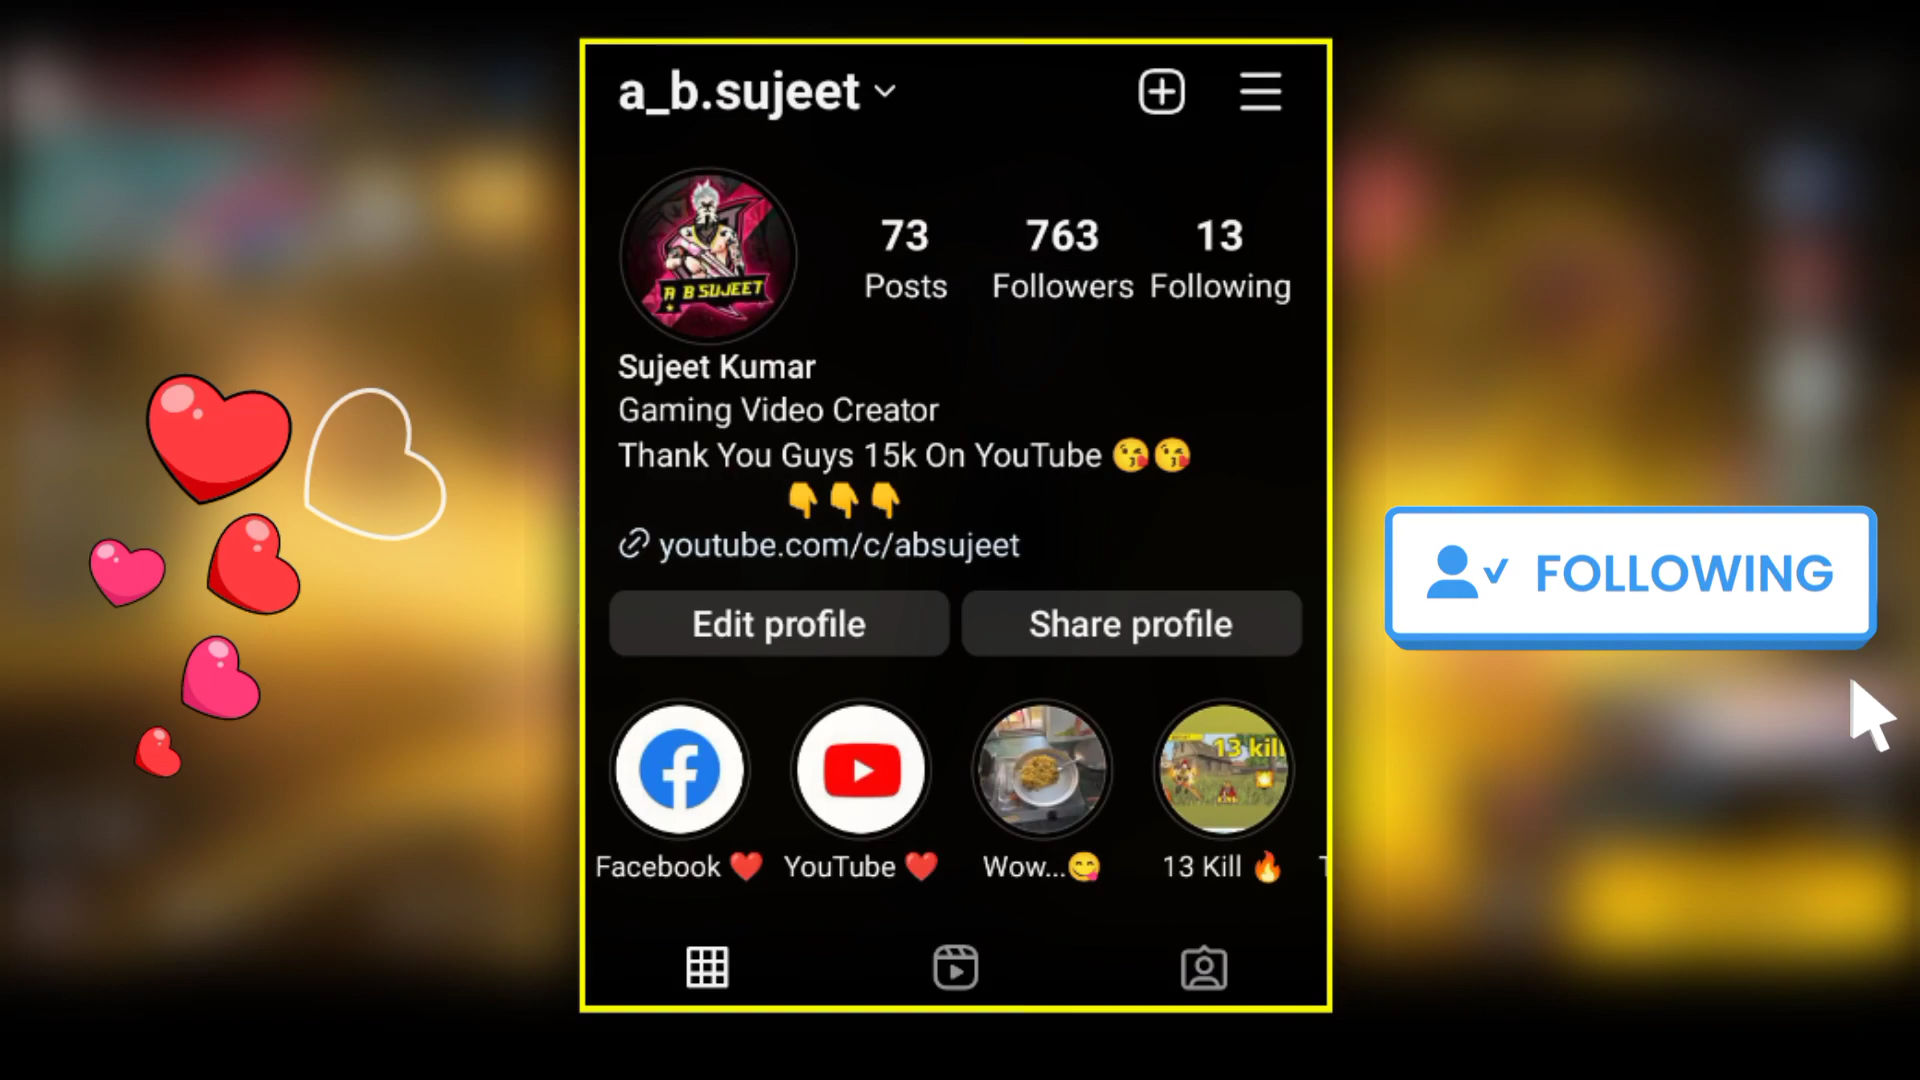 a_b.sujeet
A B SUJEET
73 763 13
Posts Followers Following
Sujeet Kumar
Gaming Video Creator
Thank You Guys 15k On YouTube 😘😘
👇👇👇
youtube.com/c/absujeet
Edit profile Share profile
13 kill
Facebook ❤️ YouTube ❤️ Wow...😋 13 Kill 🔥 T
FOLLOWING